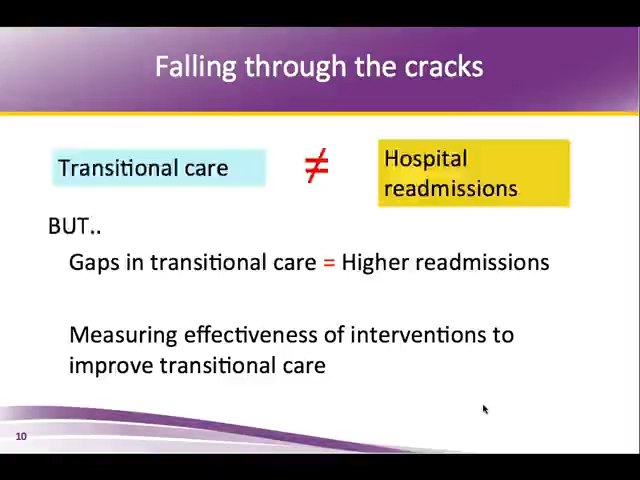 Falling through the cracks
Transitional care
≠
Hospital
readmissions
BUT..
Gaps in transitional care = Higher readmissions
Measuring effectiveness of interventions to
improve transitional care
10